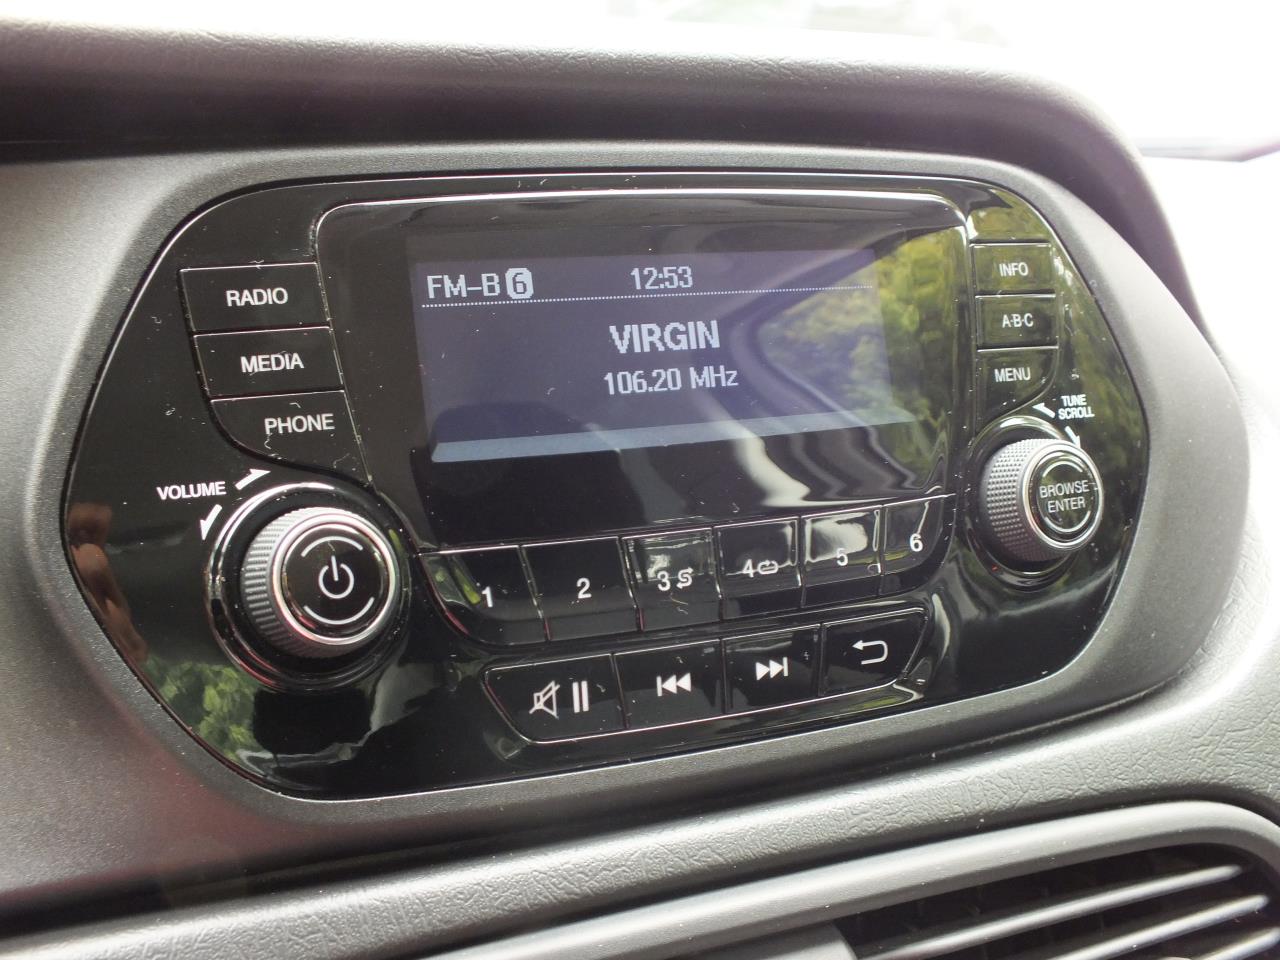 FM-B 6 12:53
VIRGIN
106.20 MHz
RADIO
MEDIA
PHONE
VOLUME
INFO
A·B·C
MENU
TUNE
SCROLL
BROWSE
ENTER
1 2 3 4 5 6